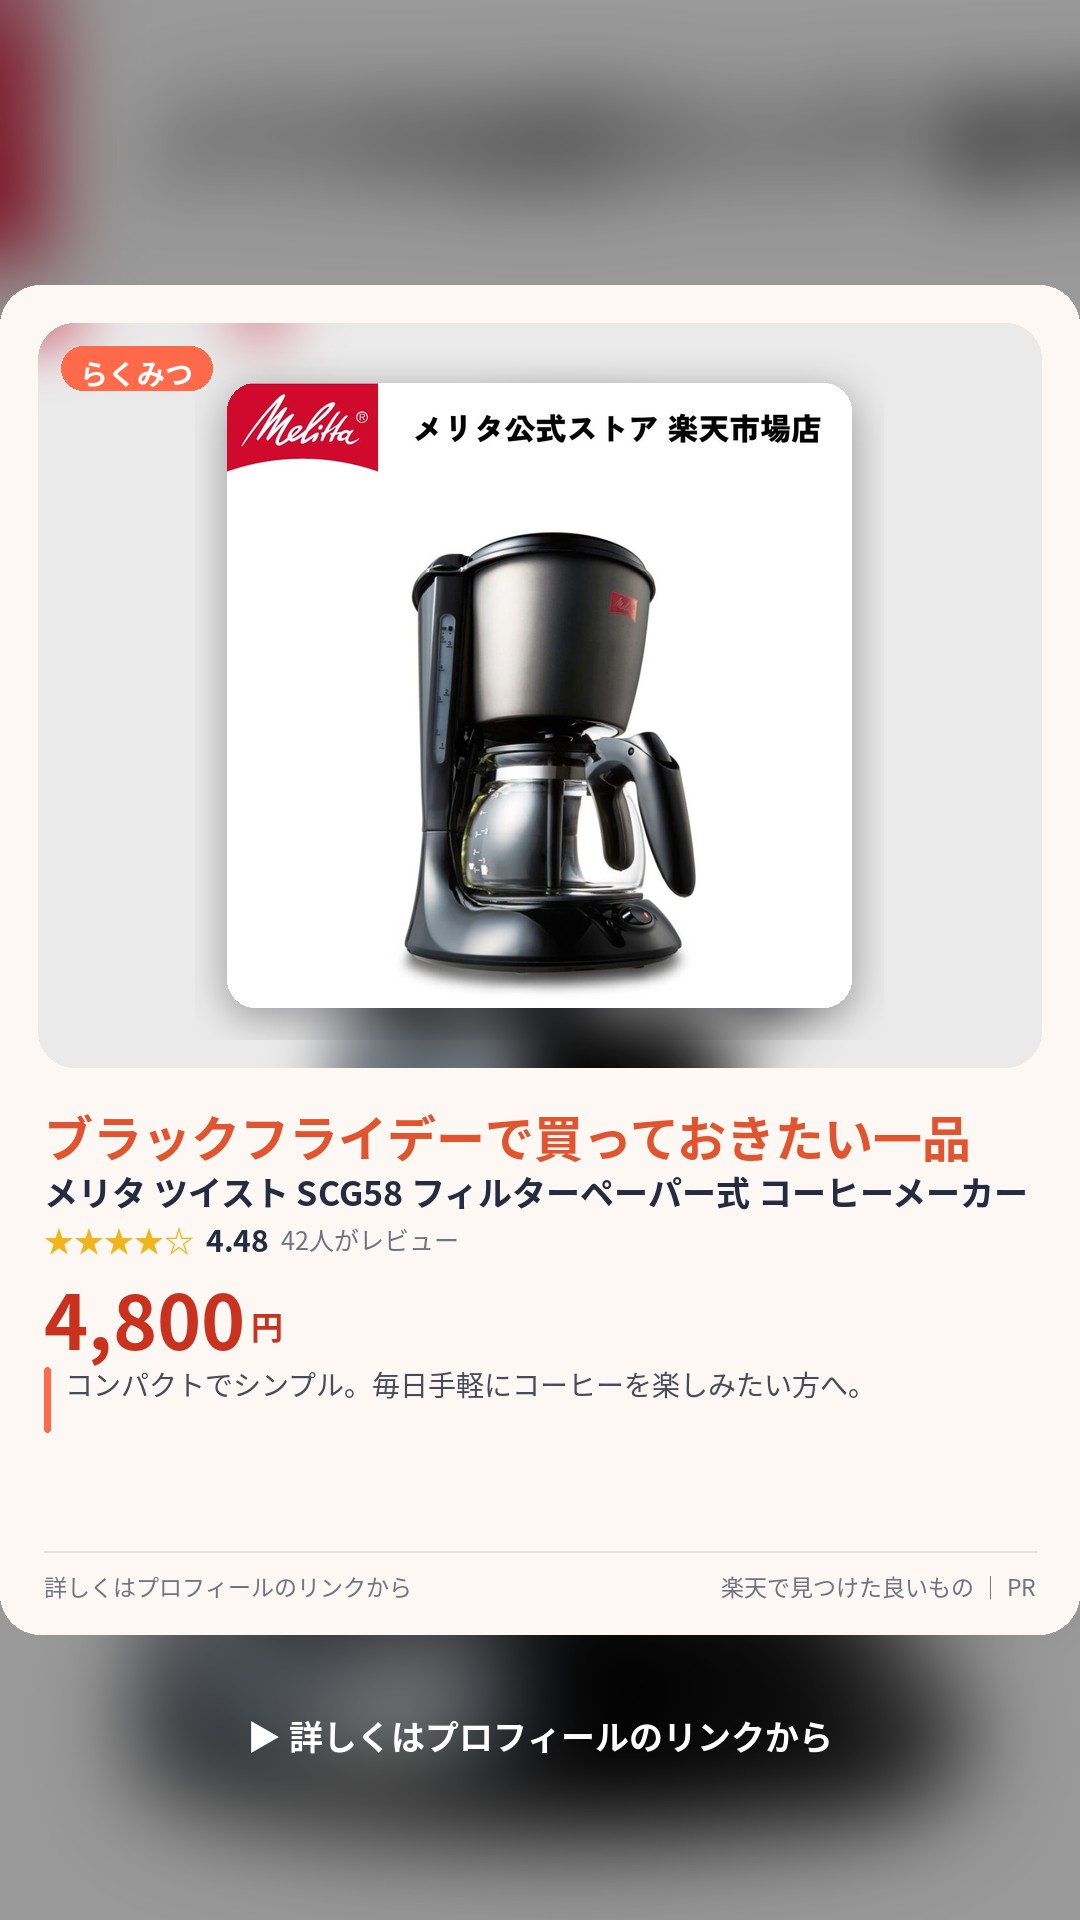 らくみつ
Melitta®
メリタ公式ストア 楽天市場店
ブラックフライデーで買っておきたい一品
メリタ ツイスト SCG58 フィルターペーパー式 コーヒーメーカー
★★★★☆ 4.48 42人がレビュー
4,800円
コンパクトでシンプル。毎日手軽にコーヒーを楽しみたい方へ。
詳しくはプロフィールのリンクから
楽天で見つけた良いもの｜PR
▶ 詳しくはプロフィールのリンクから